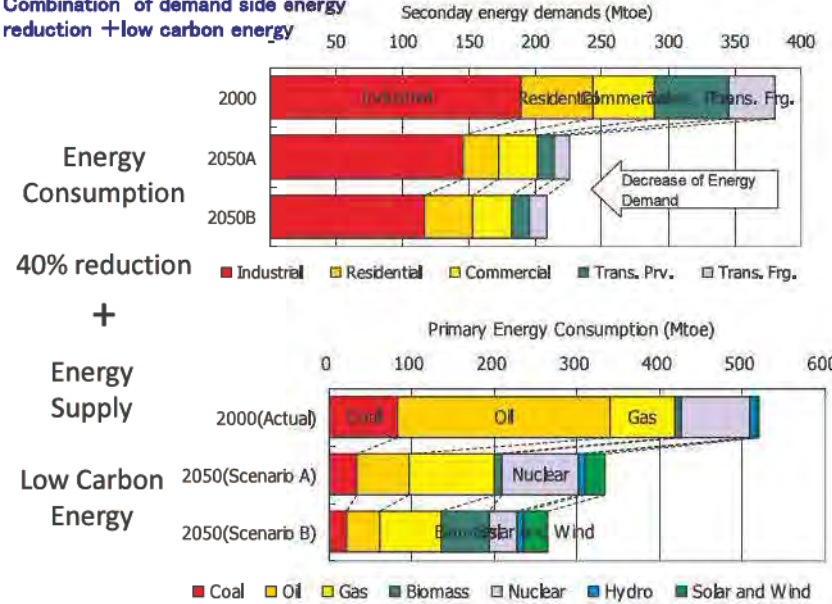 Combination of demand side energy
reduction +low carbon energy
Seconday energy demands (Mtoe)
- 50 100 150 200 250 300 350 400
2000
Industrial Residential Commercial Trans. Frg.
Energy
Consumption
2050A
Decrease of Energy
Demand
2050B
40% reduction
Industrial Residential Commercial Trans. Prv. Trans. Frg.
+
Primary Energy Consumption (Mtoe)
0 100 200 300 400 500 600
Energy
Supply
2000(Actual)
Coal Oil Gas
Low Carbon
Energy
2050(Scenario A)
Nuclear
2050(Scenario B)
Wind
Coal Oil Gas Biomass Nuclear Hydro Solar and Wind